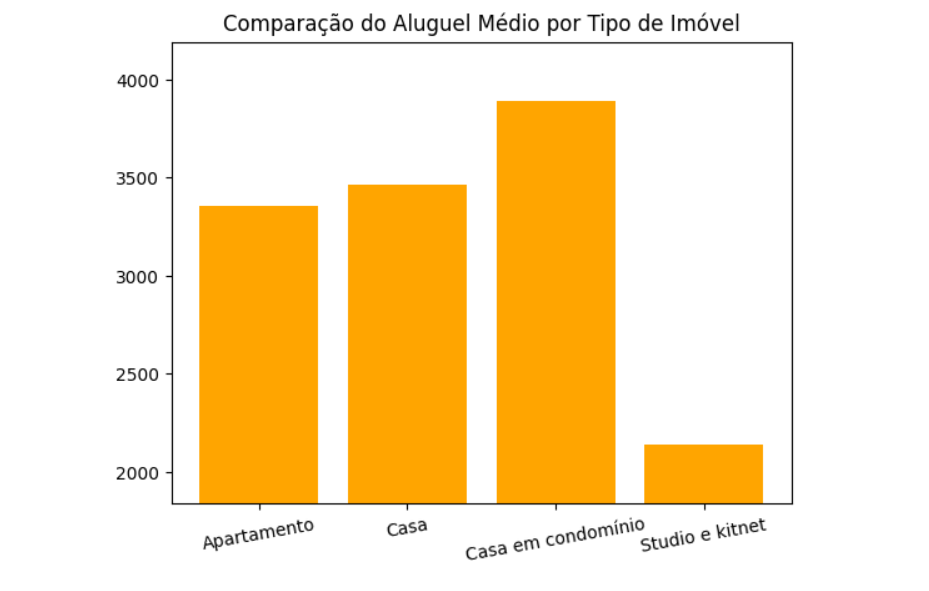 Comparação do Aluguel Médio por Tipo de Imóvel
4000
3500
3000
2500
2000
Apartamento
Casa
Casa em condomínio
Studio e kitnet